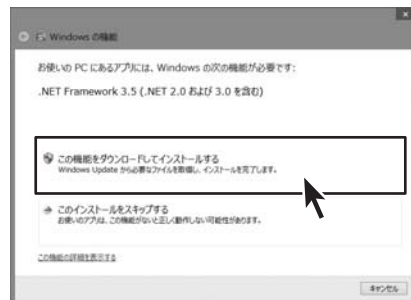 Windows の機能
お使いの PC にあるアプリには、Windows の次の機能が必要です:
.NET Framework 3.5 (.NET 2.0 および 3.0 を含む)
この機能をダウンロードしてインストールする
Windows Update から必要なファイルを取得し、インストールを完了します。
このインストールをスキップする
お使いのアプリは、この機能がないと正しく動作しない可能性があります。
この機能の詳細を表示する
キャンセル